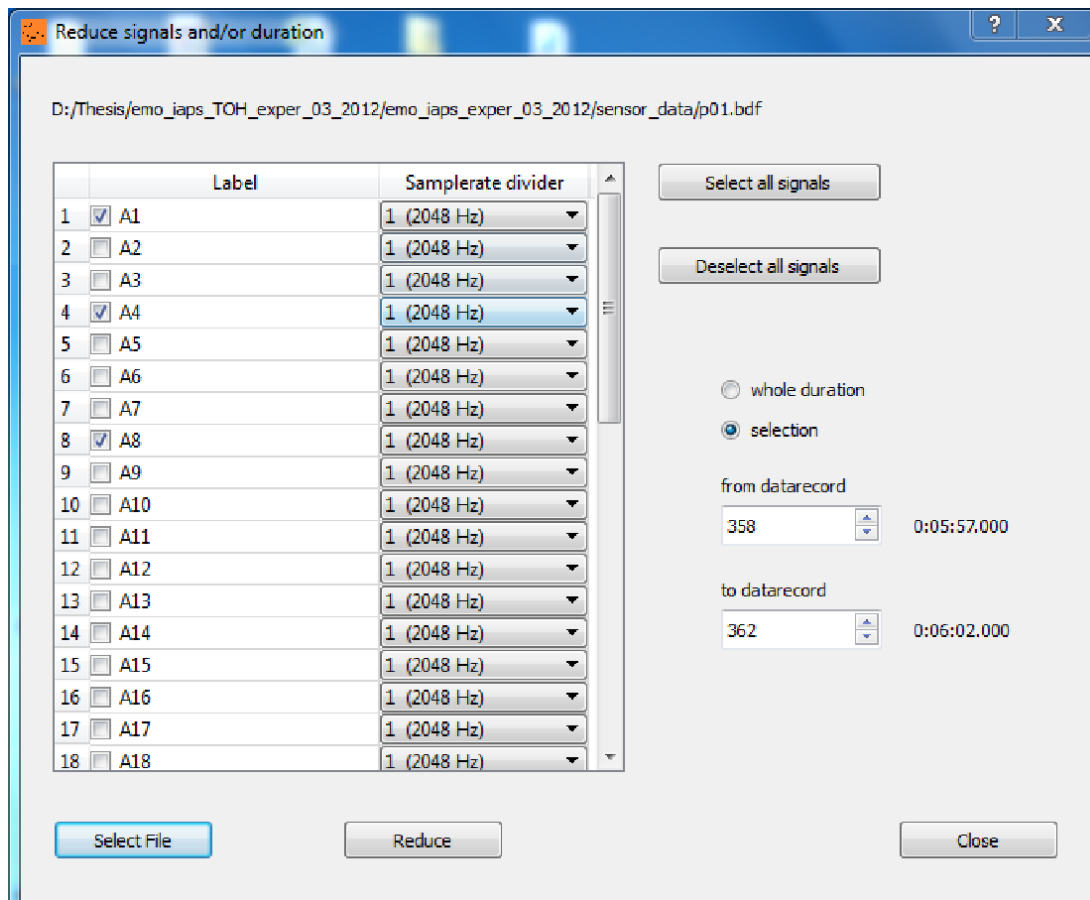 Reduce signals and/or duration
D:/Thesis/emo_iaps_TOH_exper_03_2012/emo_iaps_exper_03_2012/sensor_data/p01.bdf
Label Samplerate divider
1 A1 1 (2048 Hz)
2 A2 1 (2048 Hz)
3 A3 1 (2048 Hz)
4 A4 1 (2048 Hz)
5 A5 1 (2048 Hz)
6 A6 1 (2048 Hz)
7 A7 1 (2048 Hz)
8 A8 1 (2048 Hz)
9 A9 1 (2048 Hz)
10 A10 1 (2048 Hz)
11 A11 1 (2048 Hz)
12 A12 1 (2048 Hz)
13 A13 1 (2048 Hz)
14 A14 1 (2048 Hz)
15 A15 1 (2048 Hz)
16 A16 1 (2048 Hz)
17 A17 1 (2048 Hz)
18 A18 1 (2048 Hz)
Select all signals
Deselect all signals
whole duration
selection
from datarecord
358 0:05:57.000
to datarecord
362 0:06:02.000
Select File Reduce Close